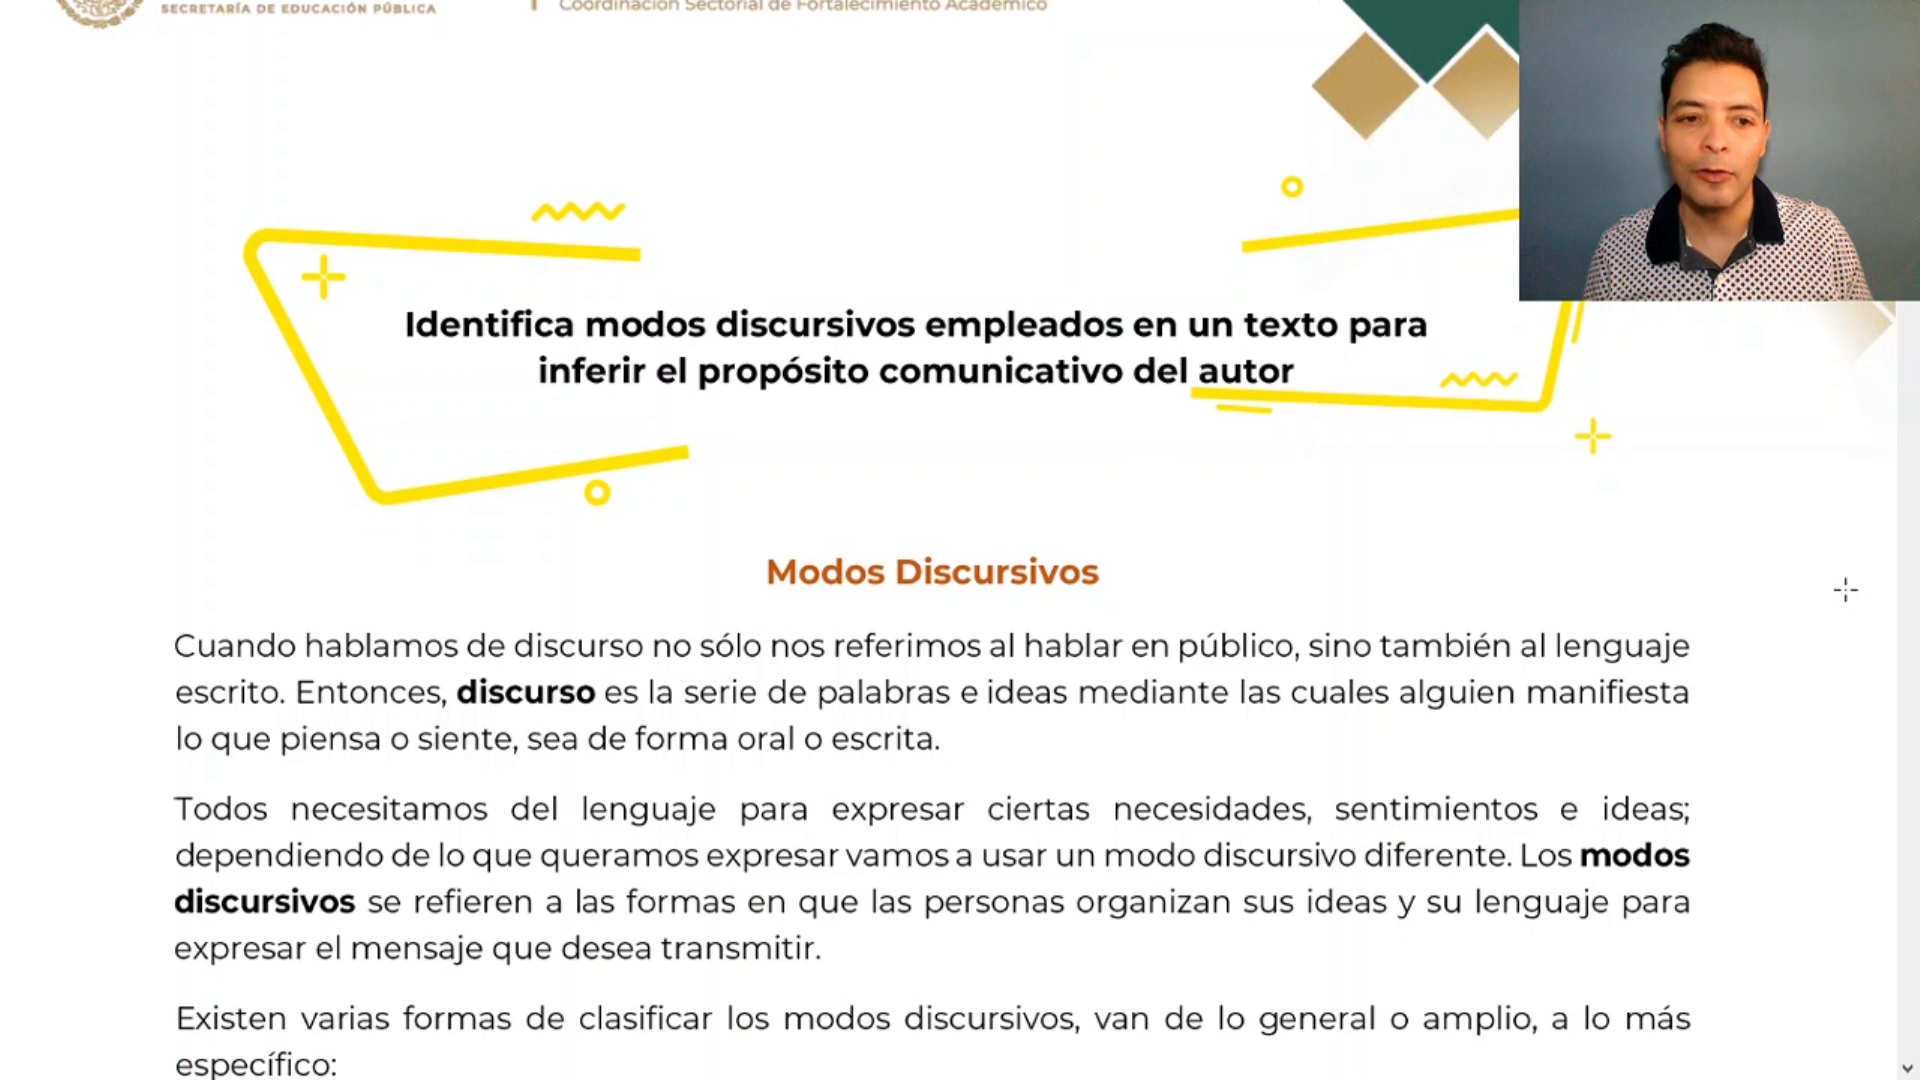 SECRETARÍA DE EDUCACIÓN PÚBLICA
Coordinación Sectorial de Fortalecimiento Académico
Identifica modos discursivos empleados en un texto para
inferir el propósito comunicativo del autor
Modos Discursivos
Cuando hablamos de discurso no sólo nos referimos al hablar en público, sino también al lenguaje
escrito. Entonces, discurso es la serie de palabras e ideas mediante las cuales alguien manifiesta
lo que piensa o siente, sea de forma oral o escrita.
Todos necesitamos del lenguaje para expresar ciertas necesidades, sentimientos e ideas;
dependiendo de lo que queramos expresar vamos a usar un modo discursivo diferente. Los modos
discursivos se refieren a las formas en que las personas organizan sus ideas y su lenguaje para
expresar el mensaje que desea transmitir.
Existen varias formas de clasificar los modos discursivos, van de lo general o amplio, a lo más
específico: